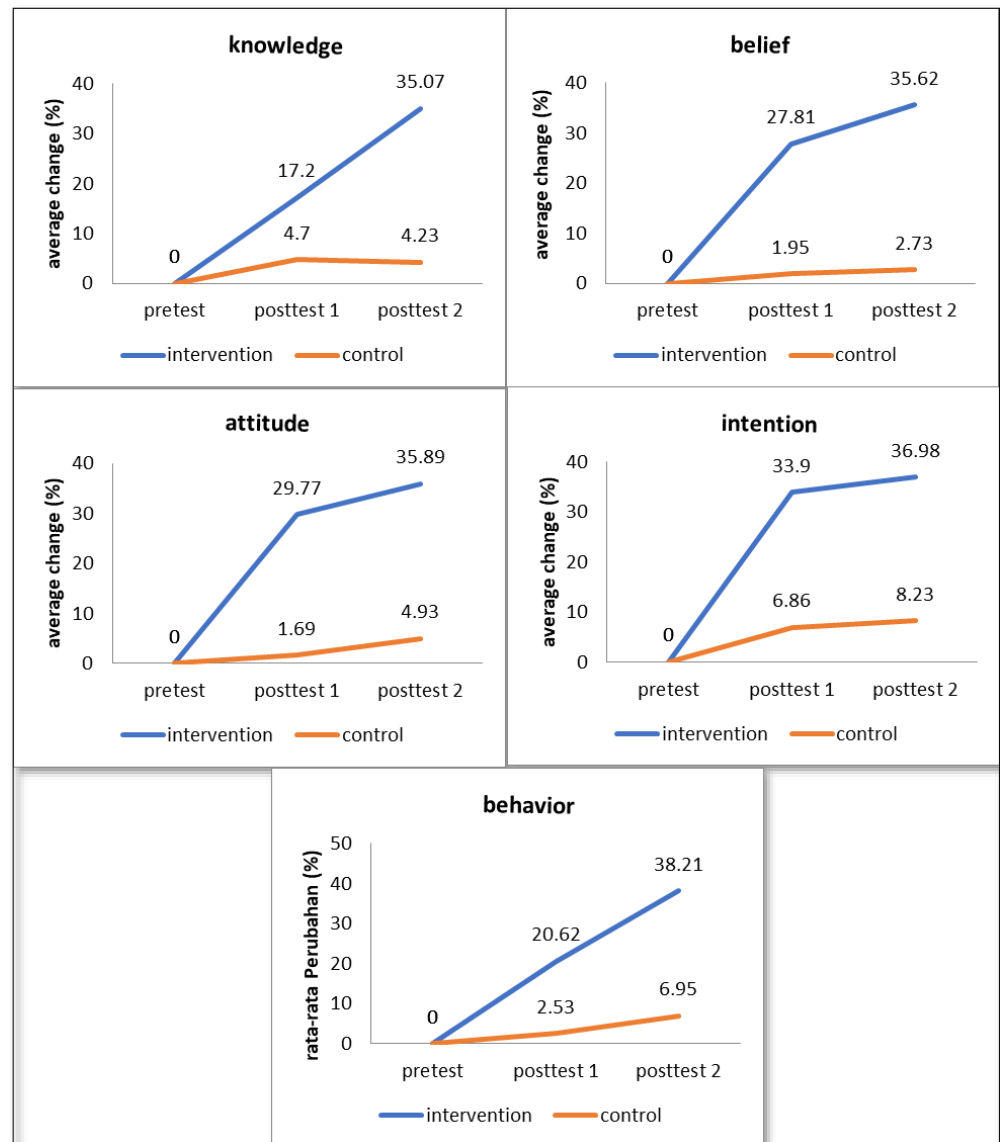 knowledge
average change (%)
40
30
20
10
0
0
17.2
35.07
4.7
4.23
pretest posttest 1 posttest 2
intervention control
belief
average change (%)
40
30
20
10
0
0
27.81
35.62
1.95
2.73
pretest posttest 1 posttest 2
intervention control
attitude
average change (%)
40
30
20
10
0
0
29.77
35.89
1.69
4.93
pretest posttest 1 posttest 2
intervention control
intention
average change (%)
40
30
20
10
0
0
33.9
36.98
6.86
8.23
pretest posttest 1 posttest 2
intervention control
behavior
rata-rata Perubahan (%)
50
40
30
20
10
0
0
20.62
38.21
2.53
6.95
pretest posttest 1 posttest 2
intervention control